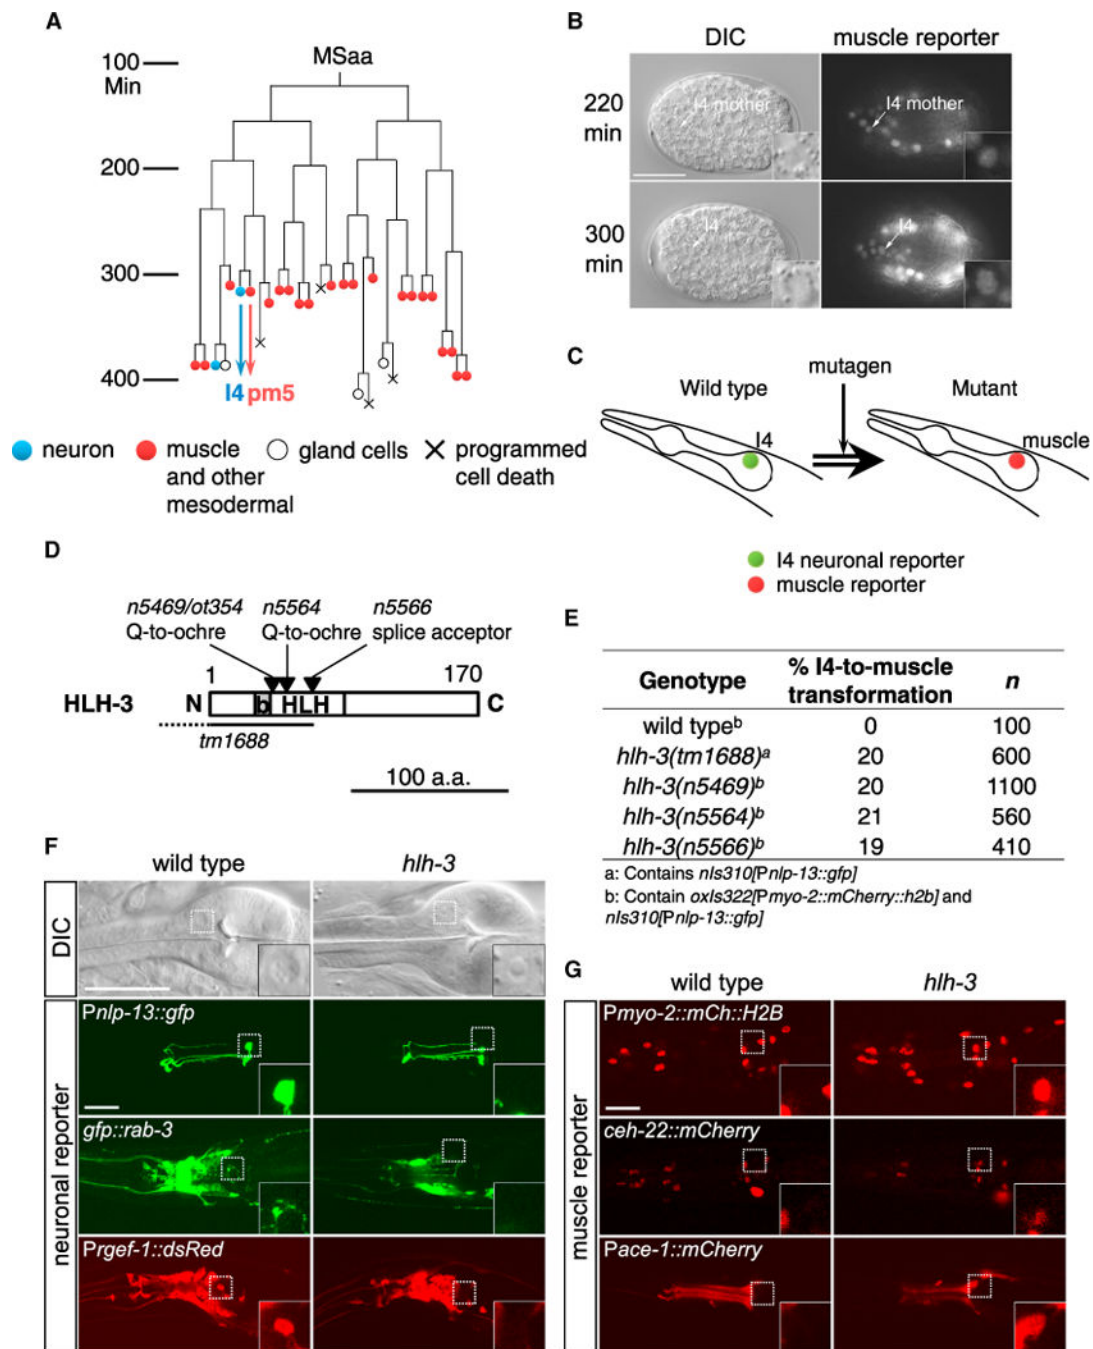 A
MSaa
100
Min
200
300
400
I4 pm5
neuron
muscle
and other
mesodermal
gland cells
programmed
cell death
B
DIC
muscle reporter
220
min
I4 mother
I4 mother
300
min
I4
I4
C
mutagen
Wild type
Mutant
I4
muscle
I4 neuronal reporter
muscle reporter
D
n5469/ot354
Q-to-ochre
n5564
Q-to-ochre
n5566
splice acceptor
1
170
HLH-3
N
b
HLH
C
tm1688
100 a.a.
E
Genotype % I4-to-muscle transformation n
wild typeᵇ 0 100
hlh-3(tm1688)ᵃ 20 600
hlh-3(n5469)ᵇ 20 1100
hlh-3(n5564)ᵇ 21 560
hlh-3(n5566)ᵇ 19 410
a: Contains nIs310[Pnlp-13::gfp]
b: Contain oxIs322[Pmyo-2::mCherry::h2b] and
nIs310[Pnlp-13::gfp]
F
wild type
hlh-3
DIC
neuronal reporter
Pnlp-13::gfp
gfp::rab-3
Prgef-1::dsRed
G
wild type
hlh-3
muscle reporter
Pmyo-2::mCh::H2B
ceh-22::mCherry
Pace-1::mCherry